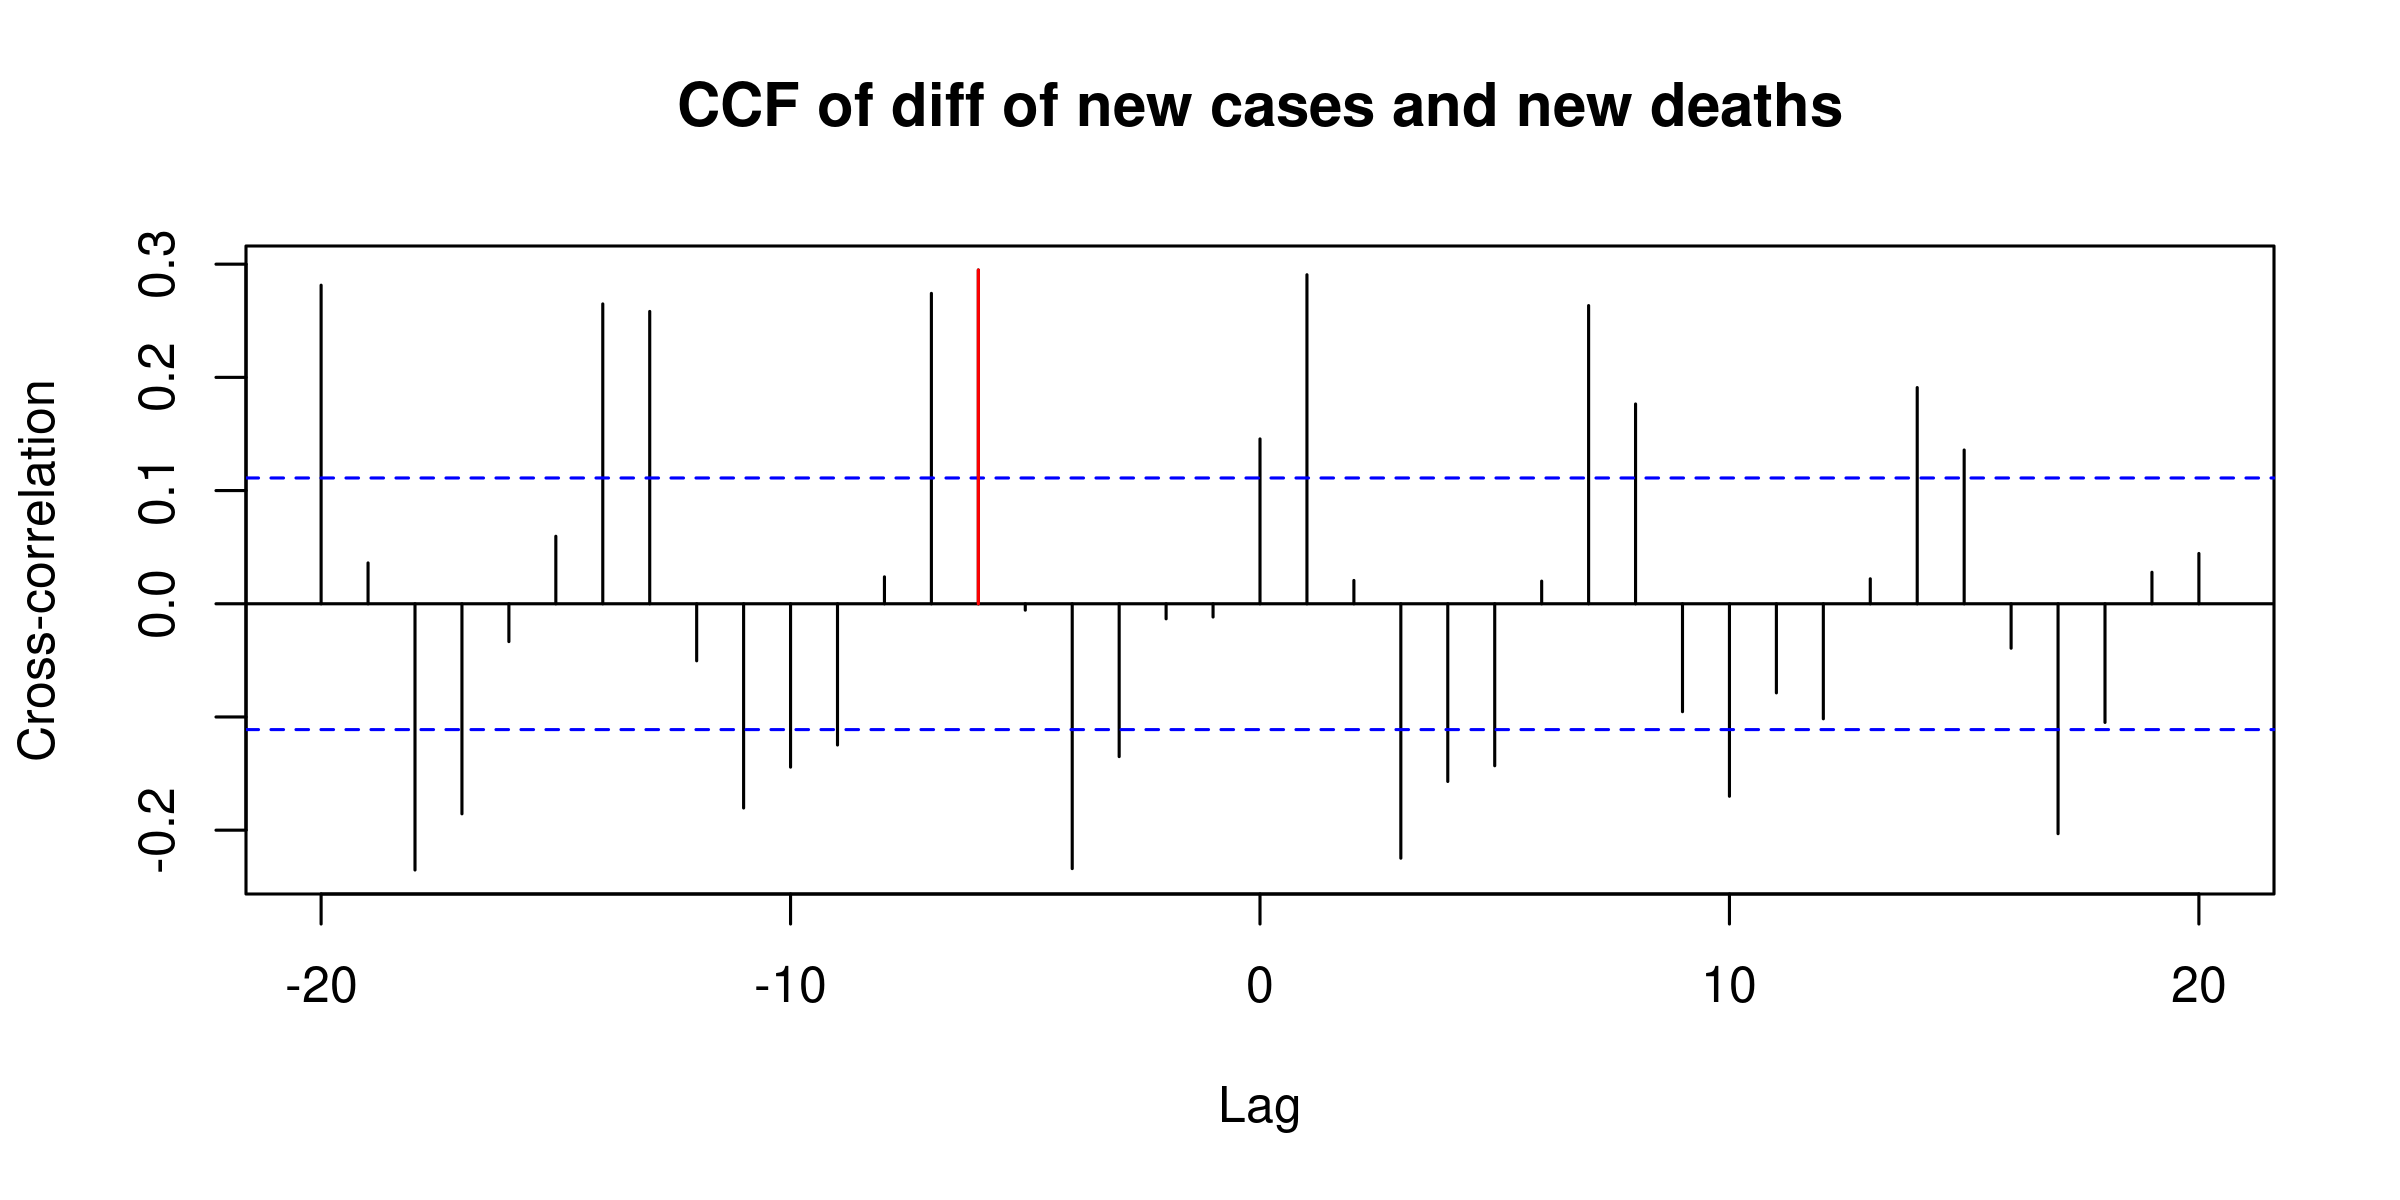 CCF of diff of new cases and new deaths
Cross-correlation
0.3
0.2
0.1
0.0
-0.2
-20 -10 0 10 20
Lag